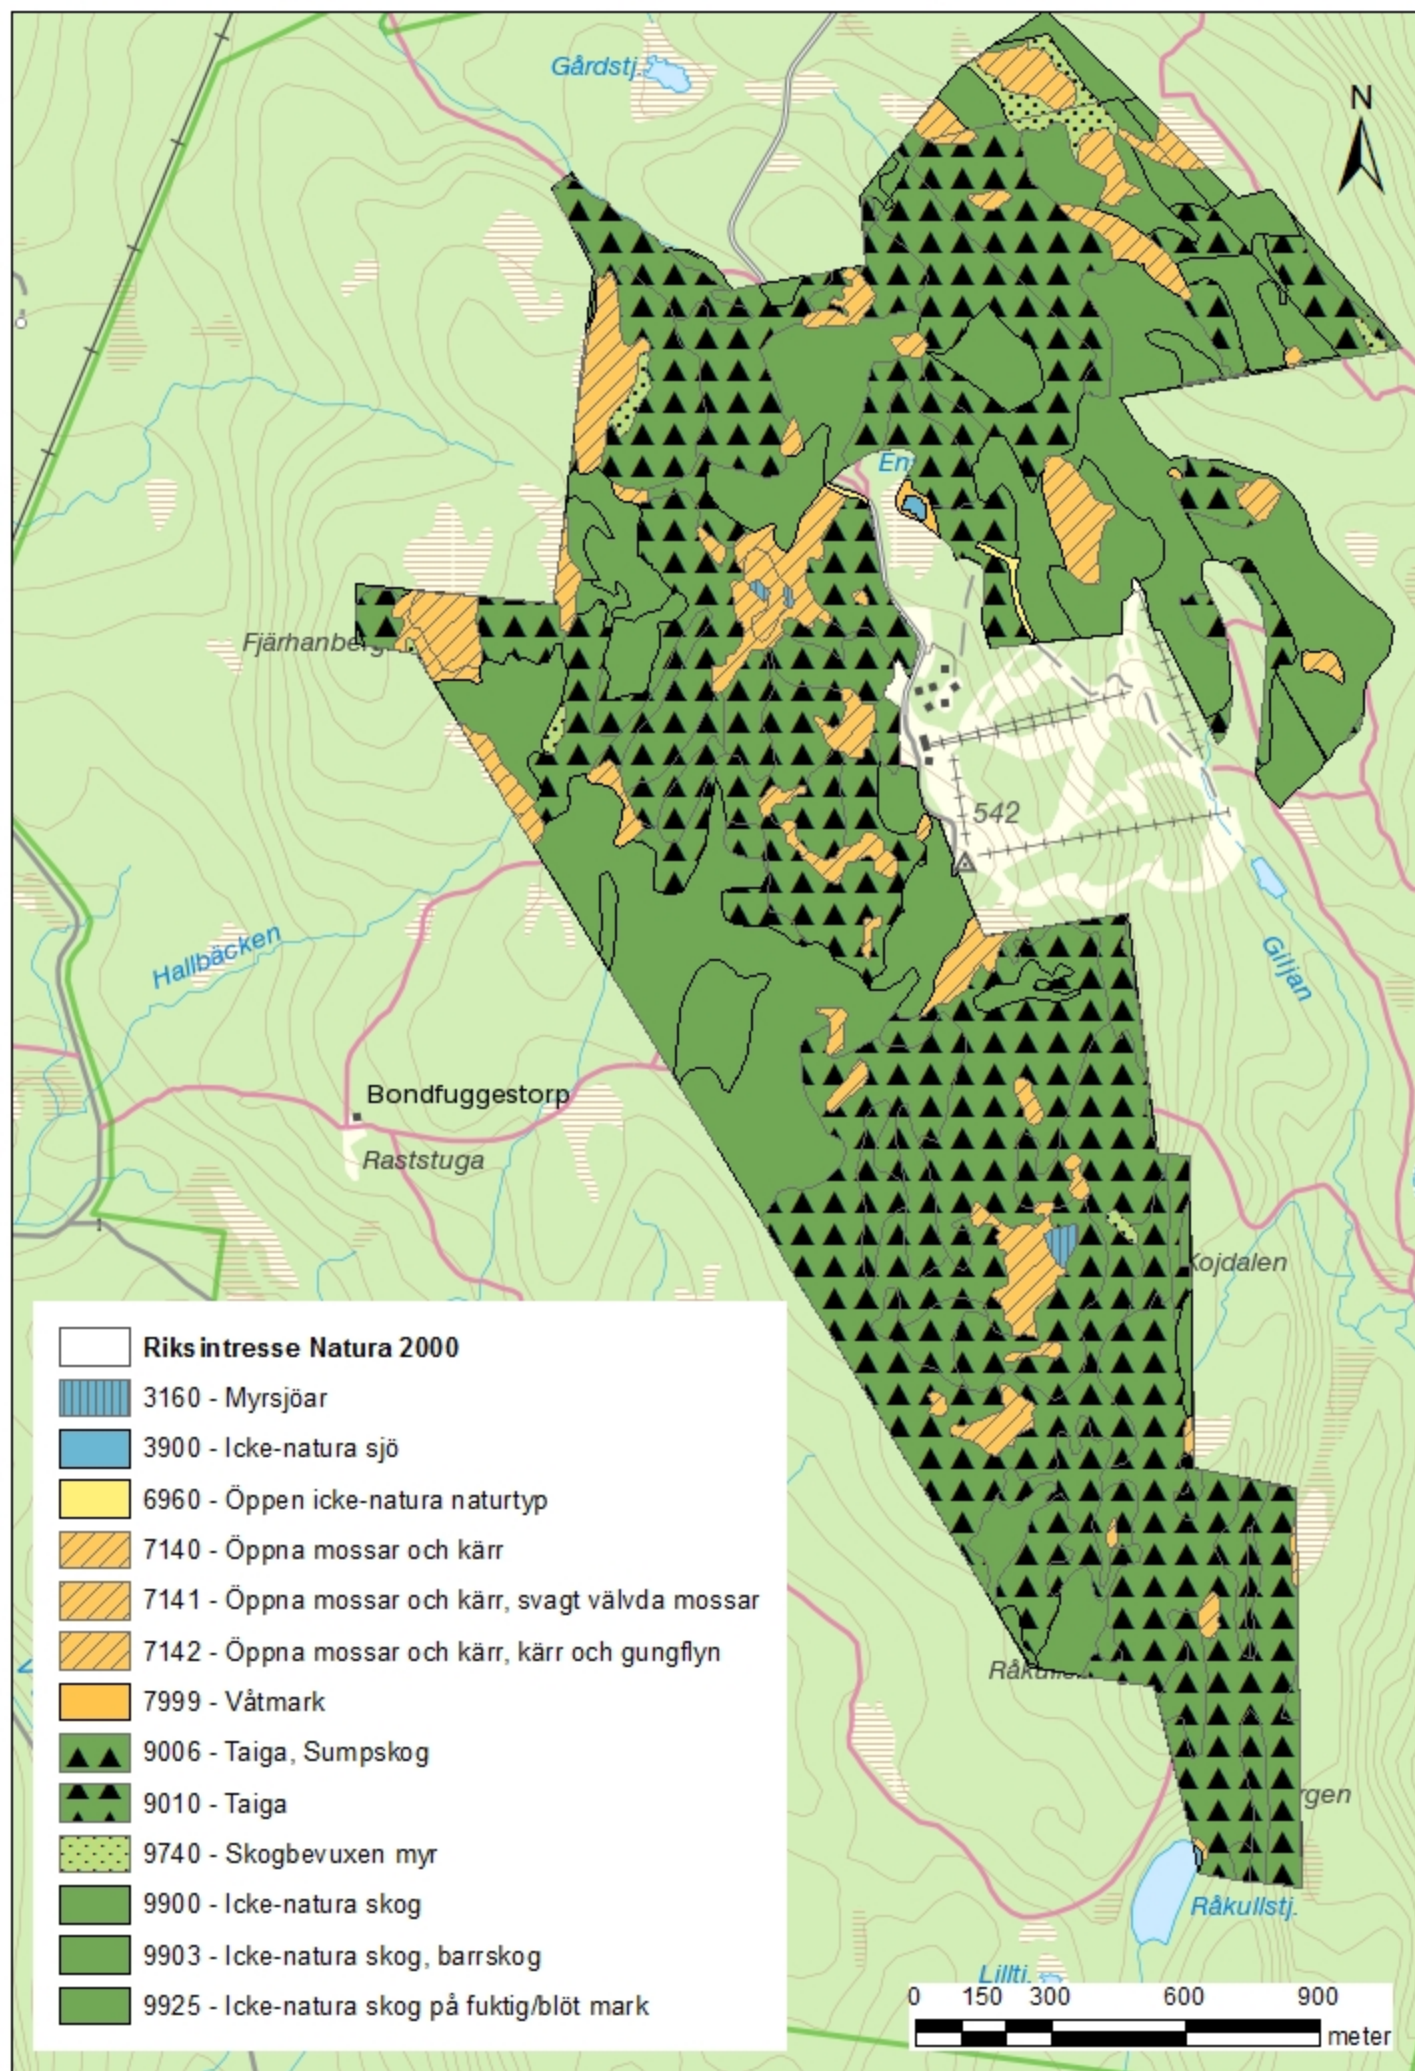 Gårdstj.
N
En
Fjärhanberg
542
Hallbäcken
Giljan
Bondfuggestorp
Raststuga
Kojdalen
Riksintresse Natura 2000
3160 - Myrsjöar
3900 - Icke-natura sjö
6960 - Öppen icke-natura naturtyp
7140 - Öppna mossar och kärr
7141 - Öppna mossar och kärr, svagt välvda mossar
7142 - Öppna mossar och kärr, kärr och gungflyn
7999 - Våtmark
9006 - Taiga, Sumpskog
9010 - Taiga
9740 - Skogbevuxen myr
9900 - Icke-natura skog
9903 - Icke-natura skog, barrskog
9925 - Icke-natura skog på fuktig/blöt mark
rgen
Råkullstj.
Lilltj.
0 150 300 600 900
meter